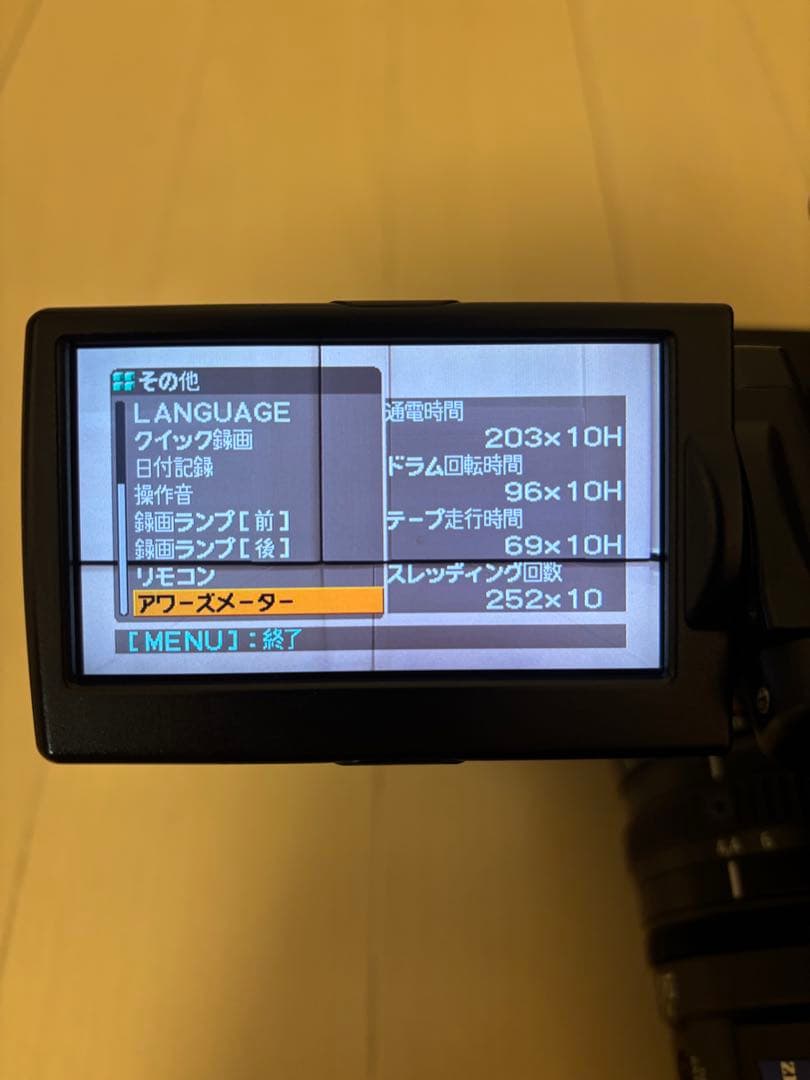 その他
LANGUAGE
クイック録画
日付記録
操作音
録画ランプ[前]
録画ランプ[後]
リモコン
アワーズメーター
通電時間
203×10H
ドラム回転時間
96×10H
テープ走行時間
69×10H
スレッディング回数
252×10
[MENU]:終了
4.4 6